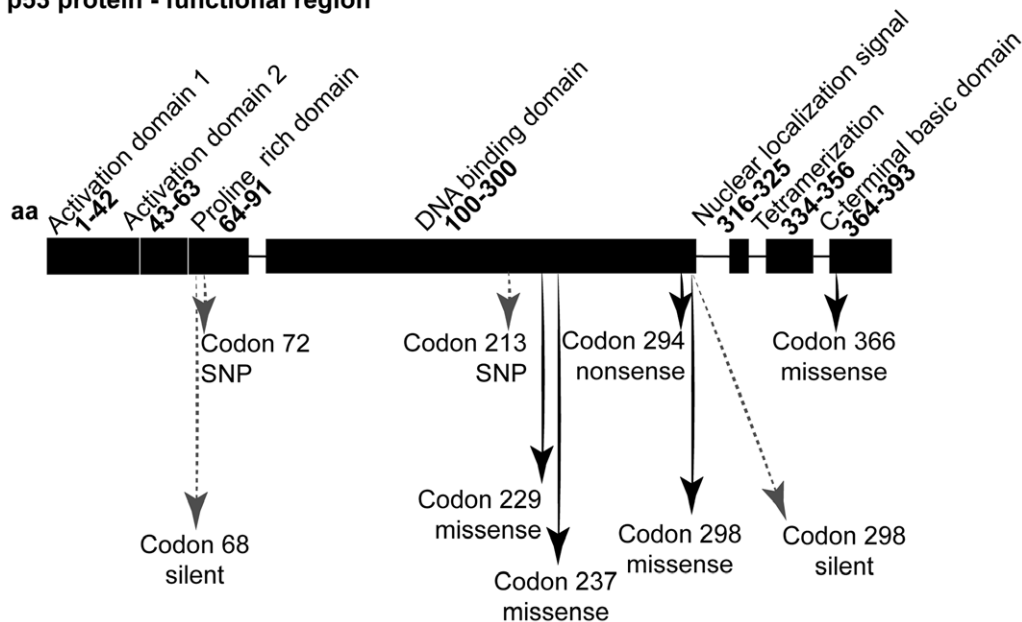 p53 protein - functional region
Activation domain 1
1-42
Activation domain 2
43-63
Proline rich domain
64-91
DNA binding domain
100-300
Nuclear localization signal
316-325
Tetramerization
334-356
C-terminal basic domain
364-393
aa
Codon 72
SNP
Codon 213
SNP
Codon 294
nonsense
Codon 366
missense
Codon 229
missense
Codon 298
missense
Codon 298
silent
Codon 68
silent
Codon 237
missense